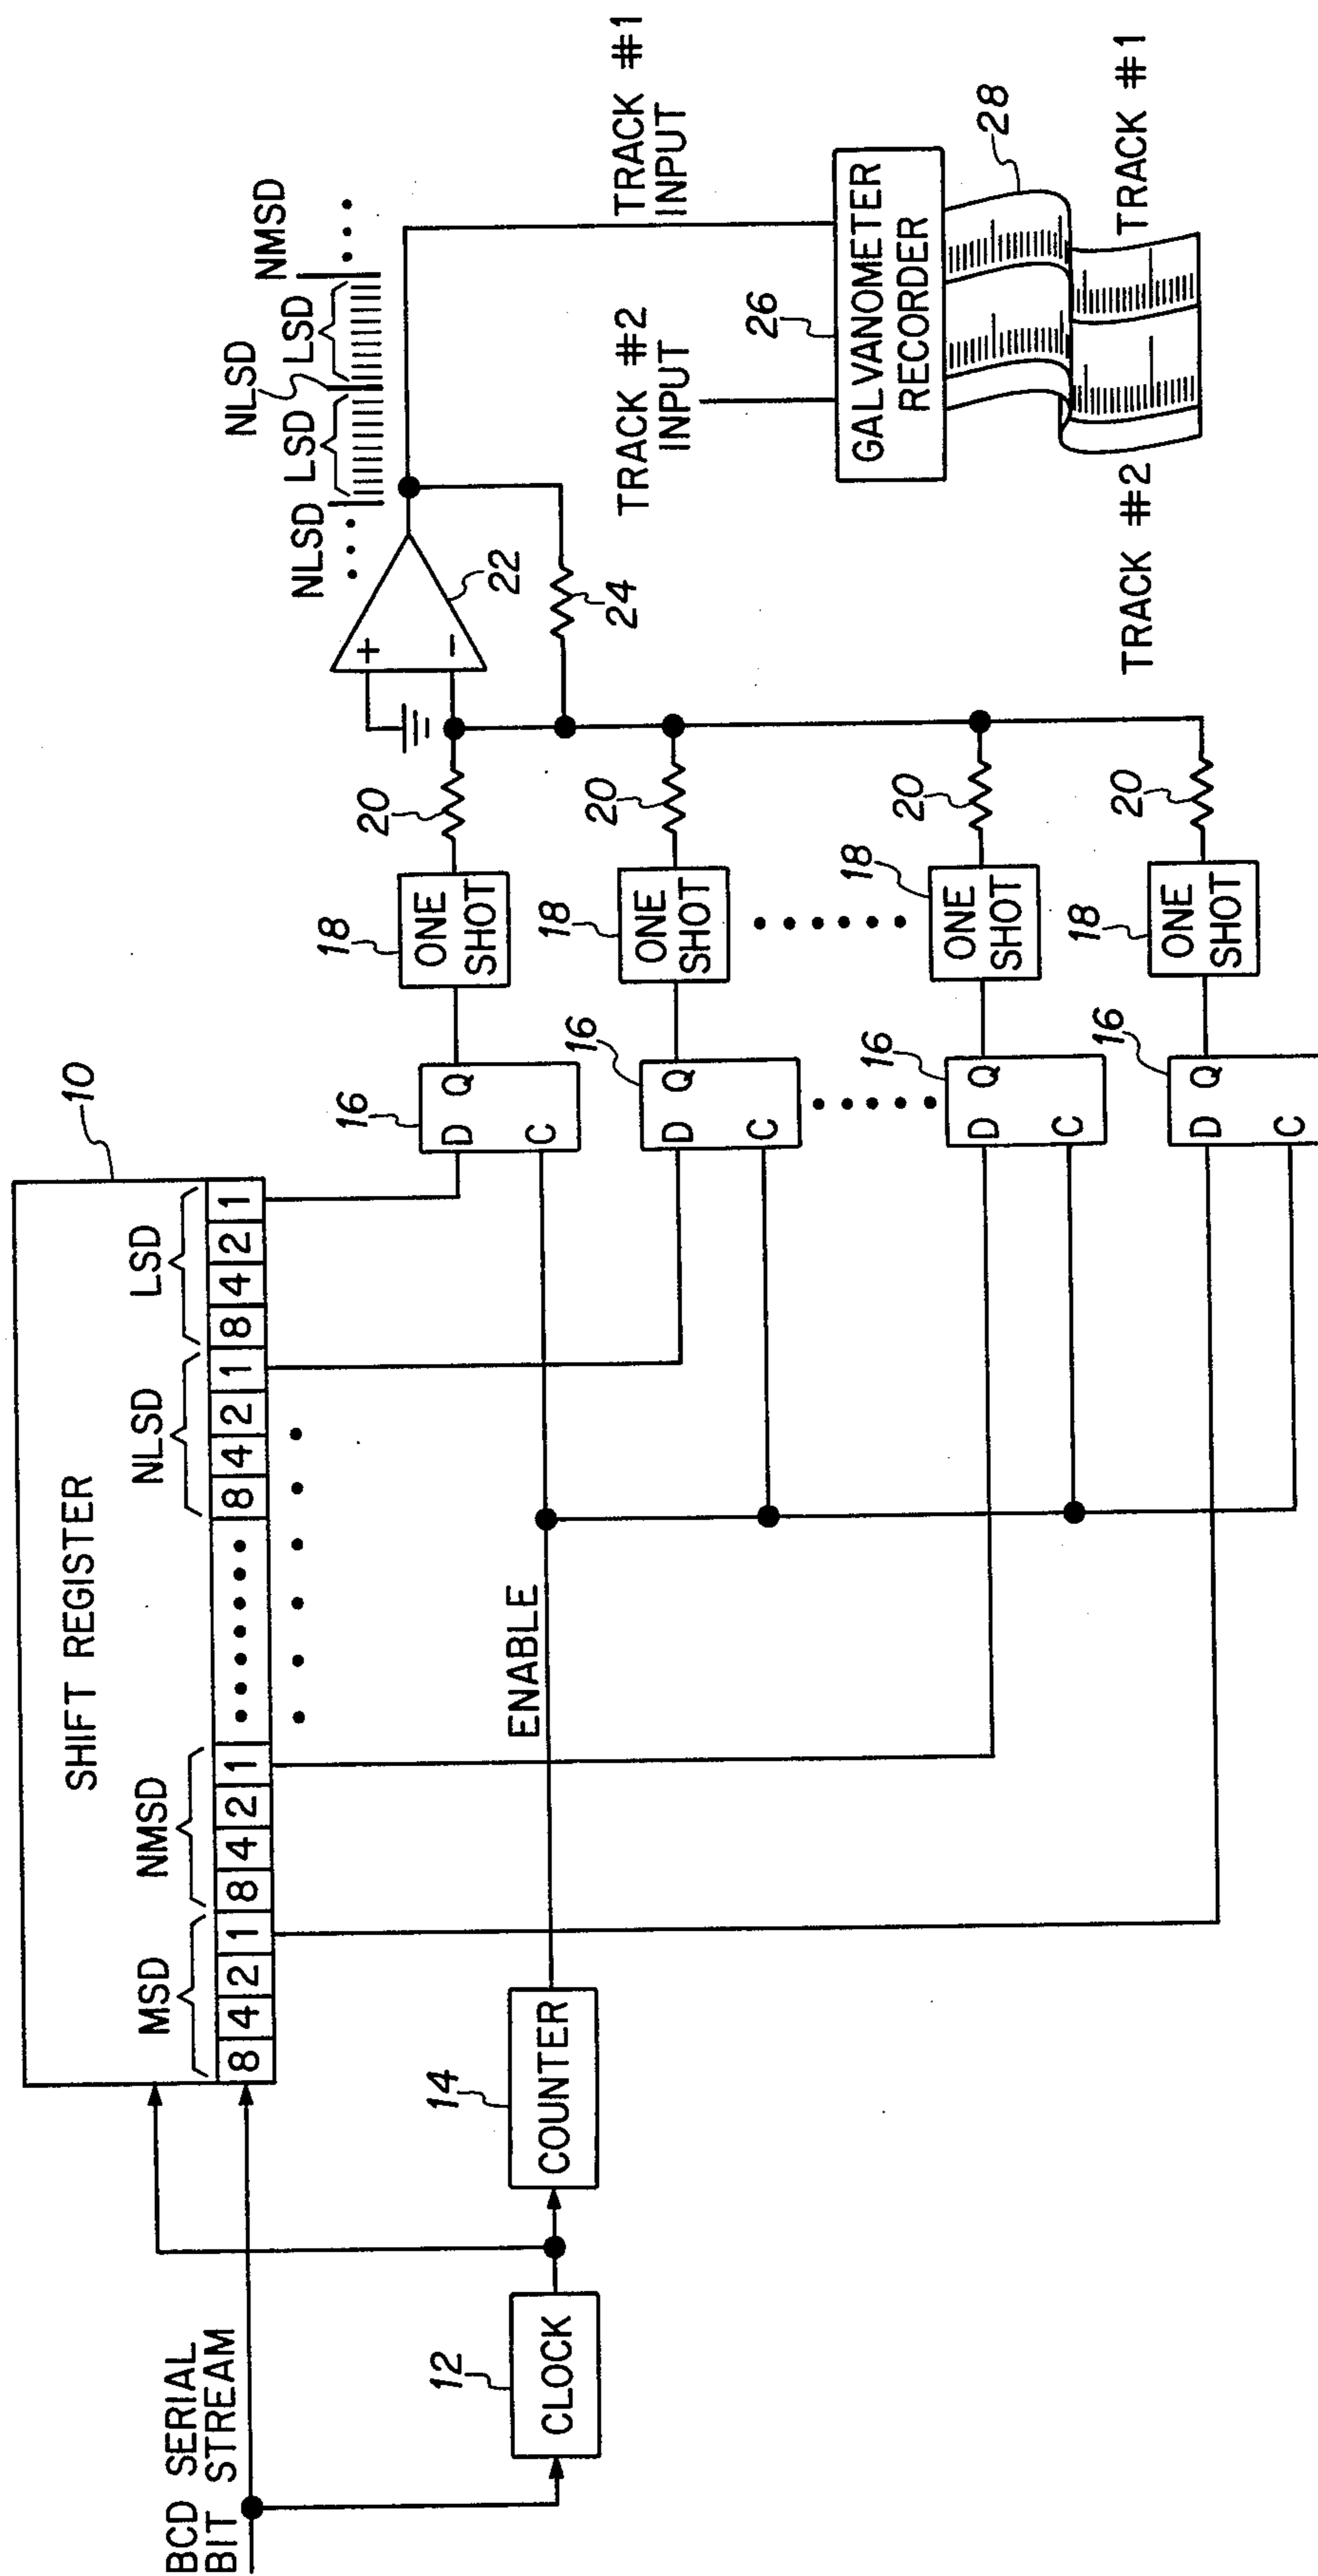 10
SHIFT REGISTER
MSD
NMSD
NLSD
LSD
8 4 2 1 8 4 2 1 8 4 2 1 8 4 2 1
BCD SERIAL
BIT STREAM
12
CLOCK
14
COUNTER
ENABLE
16
D Q
C
18
ONE
SHOT
20
16
D Q
C
18
ONE
SHOT
20
16
D Q
C
18
ONE
SHOT
20
16
D Q
C
18
ONE
SHOT
20
+
-
22
24
NLSD
LSD
NLSD
LSD
NMSD
TRACK #1
INPUT
TRACK #2
INPUT
26
GALVANOMETER
RECORDER
28
TRACK #2
TRACK #1